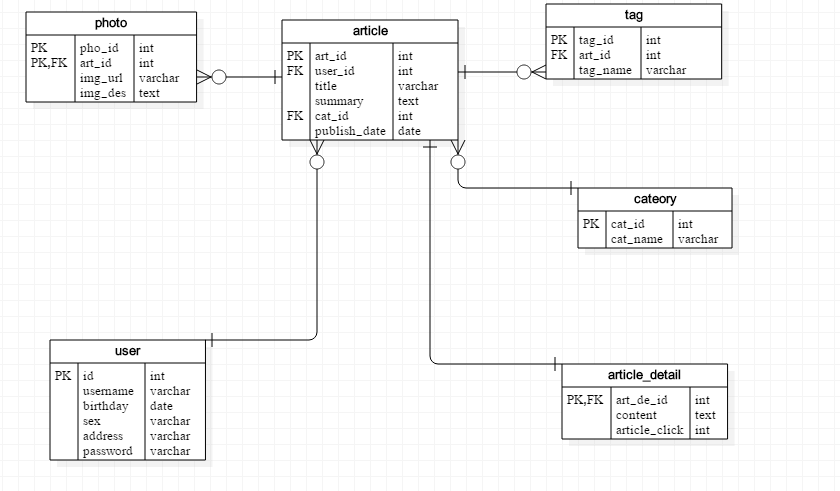 photo
PK pho_id int
PK,FK art_id int
img_url varchar
img_des text
article
PK art_id int
FK user_id int
title varchar
summary text
FK cat_id int
publish_date date
tag
PK tag_id int
FK art_id int
tag_name varchar
cateory
PK cat_id int
cat_name varchar
user
PK id int
username varchar
birthday date
sex varchar
address varchar
password varchar
article_detail
PK,FK art_de_id int
content text
article_click int